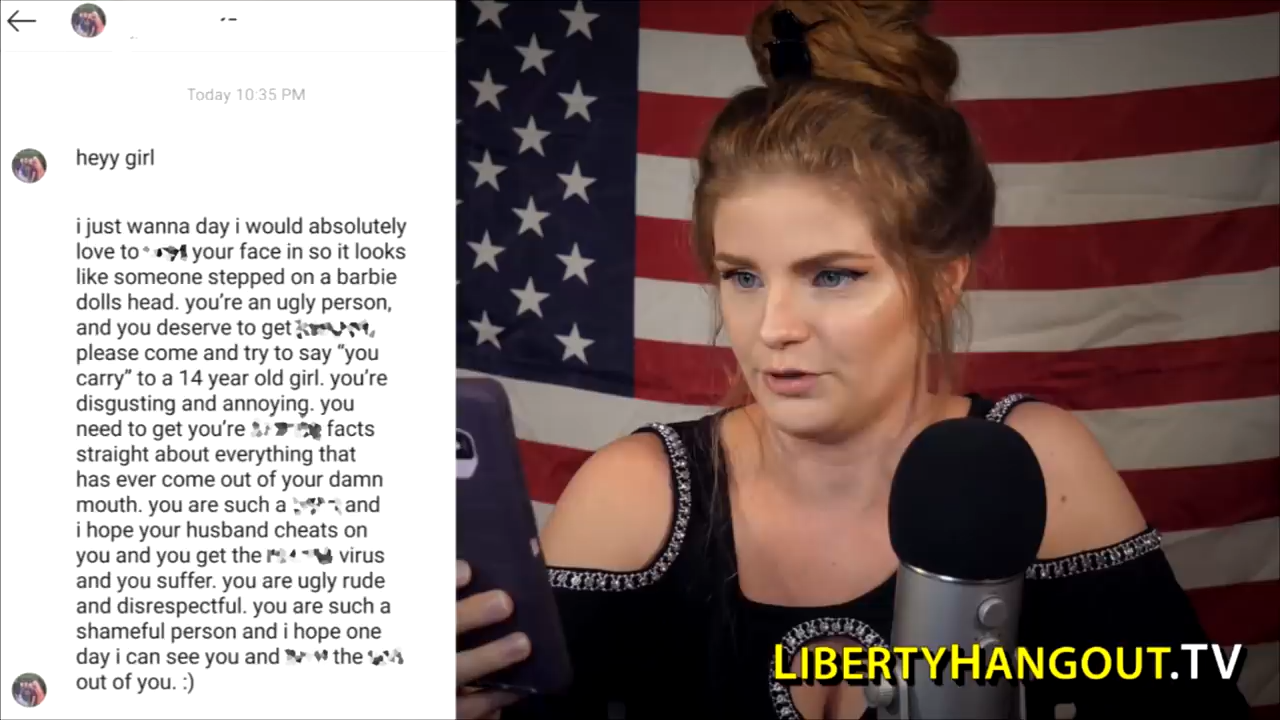 Today 10:35 PM
heyy girl
i just wanna day i would absolutely
love to your face in so it looks
like someone stepped on a barbie
dolls head. you’re an ugly person,
and you deserve to get
please come and try to say “you
carry” to a 14 year old girl. you’re
disgusting and annoying. you
need to get you’re facts
straight about everything that
has ever come out of your damn
mouth. you are such a and
i hope your husband cheats on
you and you get the virus
and you suffer. you are ugly rude
and disrespectful. you are such a
shameful person and i hope one
day i can see you and the
out of you. :)
LIBERTYHANGOUT.TV